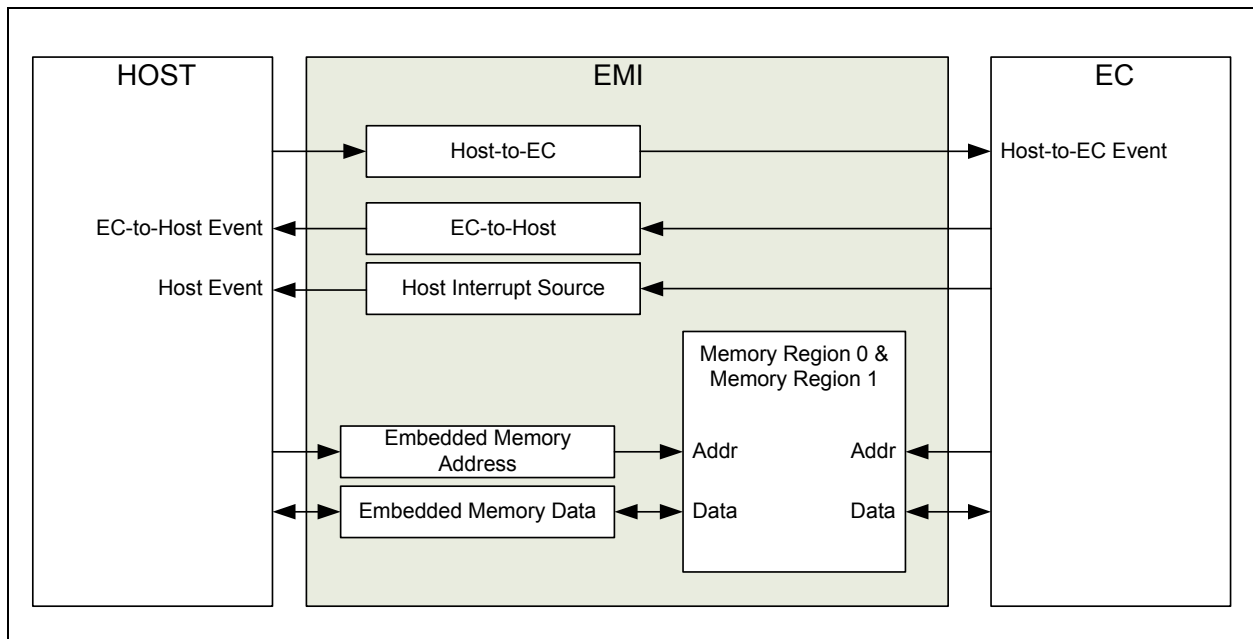 HOST
EMI
EC
Host-to-EC
Host-to-EC Event
EC-to-Host Event
EC-to-Host
Host Event
Host Interrupt Source
Memory Region 0 &
Memory Region 1
Embedded Memory
Address
Addr
Addr
Embedded Memory Data
Data
Data